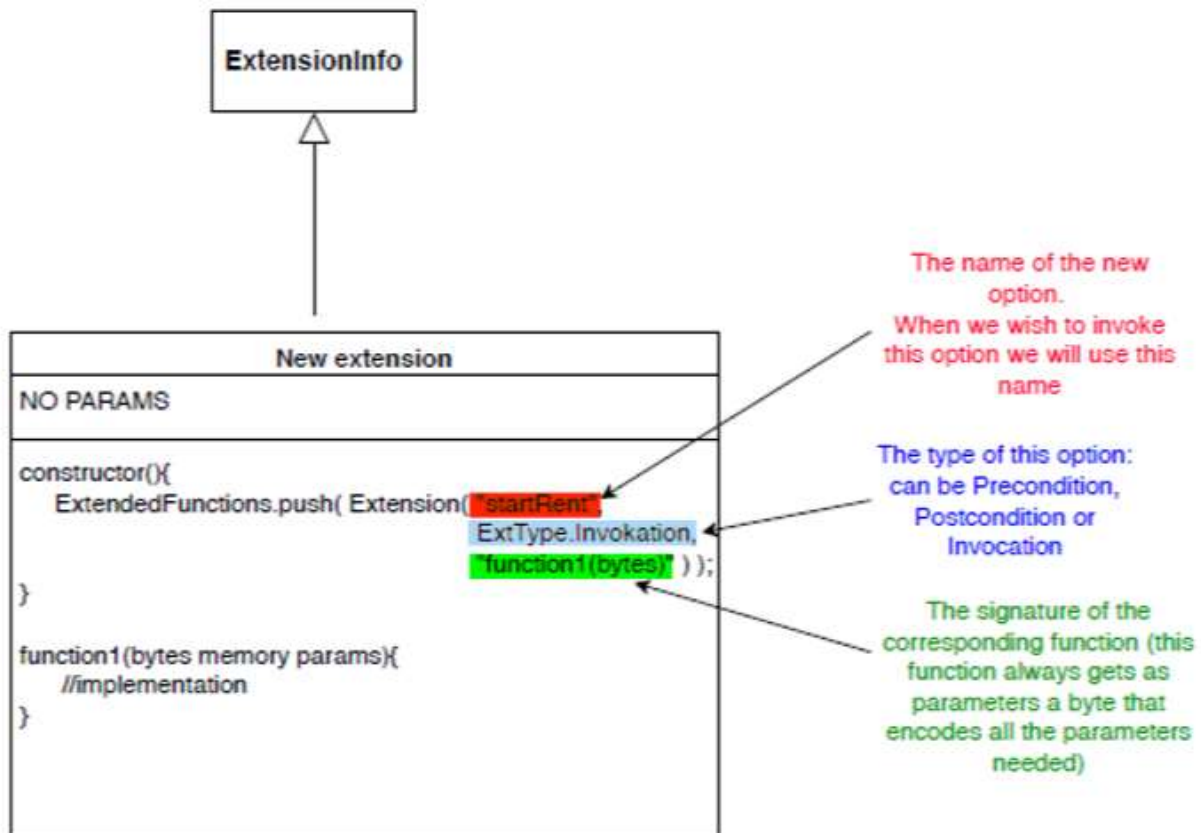 ExtensionInfo
New extension
NO PARAMS
constructor(){
ExtendedFunctions.push( Extension( "startRent",
ExtType.Invokation,
"function1(bytes)" ) );
}
function1(bytes memory params){
//implementation
}
The name of the new
option.
When we wish to invoke
this option we will use this
name
The type of this option:
can be Precondition,
Postcondition or
Invocation
The signature of the
corresponding function (this
function always gets as
parameters a byte that
encodes all the parameters
needed)